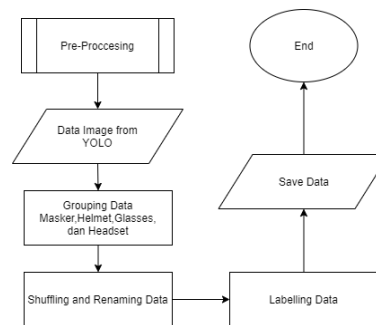 Pre-Proccesing
Data Image from
YOLO
Grouping Data
Masker,Helmet,Glasses,
dan Headset
Shuffling and Renaming Data
Labelling Data
Save Data
End